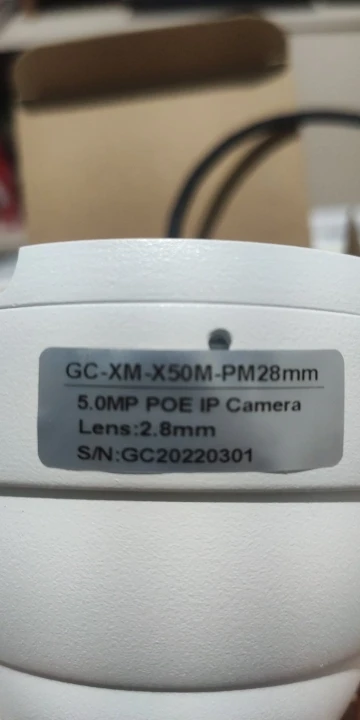 GC-XM-X50M-PM28mm
5.0MP POE IP Camera
Lens:2.8mm
S/N:GC20220301